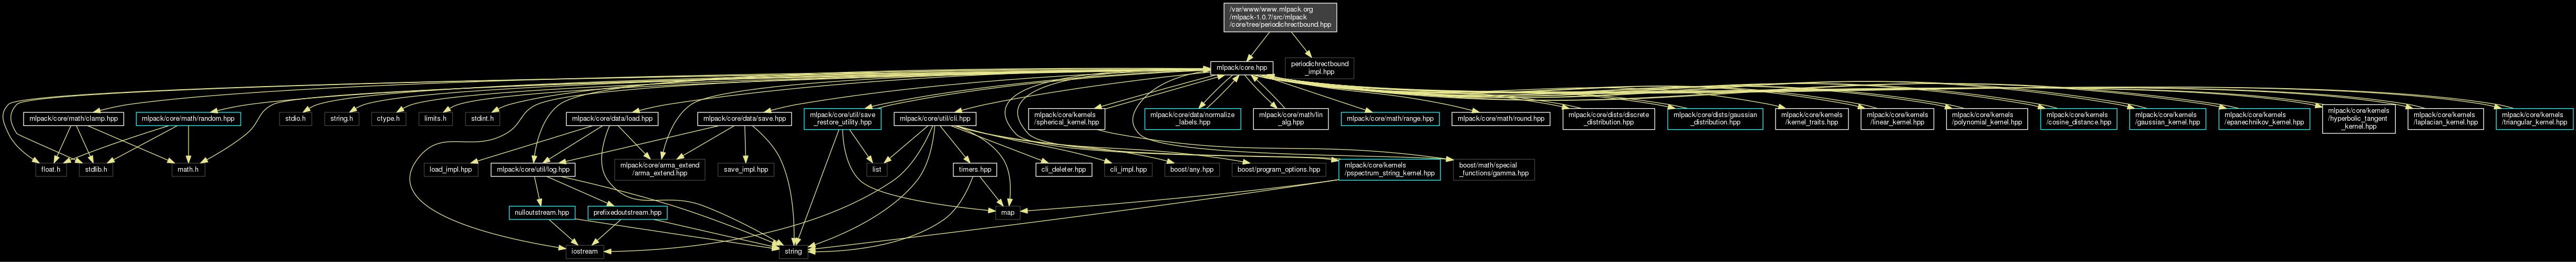 /var/www/www.mlpack.org
/mlpack-1.0.7/src/mlpack
/core/tree/periodichrectbound.hpp
mlpack/core.hpp
periodichrectbound
_impl.hpp
mlpack/core/math/clamp.hpp
mlpack/core/math/random.hpp
stdio.h
string.h
ctype.h
limits.h
stdint.h
mlpack/core/data/load.hpp
mlpack/core/data/save.hpp
mlpack/core/util/save
_restore_utility.hpp
mlpack/core/util/cli.hpp
mlpack/core/kernels
/spherical_kernel.hpp
mlpack/core/data/normalize
_labels.hpp
mlpack/core/math/lin
_alg.hpp
mlpack/core/math/range.hpp
mlpack/core/math/round.hpp
mlpack/core/dists/discrete
_distribution.hpp
mlpack/core/dists/gaussian
_distribution.hpp
mlpack/core/kernels
/kernel_traits.hpp
mlpack/core/kernels
/linear_kernel.hpp
mlpack/core/kernels
/polynomial_kernel.hpp
mlpack/core/kernels
/cosine_distance.hpp
mlpack/core/kernels
/gaussian_kernel.hpp
mlpack/core/kernels
/epanechnikov_kernel.hpp
mlpack/core/kernels
/hyperbolic_tangent
_kernel.hpp
mlpack/core/kernels
/laplacian_kernel.hpp
mlpack/core/kernels
/triangular_kernel.hpp
float.h
stdlib.h
math.h
load_impl.hpp
mlpack/core/util/log.hpp
mlpack/core/arma_extend
/arma_extend.hpp
save_impl.hpp
list
timers.hpp
cli_deleter.hpp
cli_impl.hpp
boost/any.hpp
boost/program_options.hpp
mlpack/core/kernels
/pspectrum_string_kernel.hpp
boost/math/special
_functions/gamma.hpp
nulloutstream.hpp
prefixedoutstream.hpp
map
iostream
string